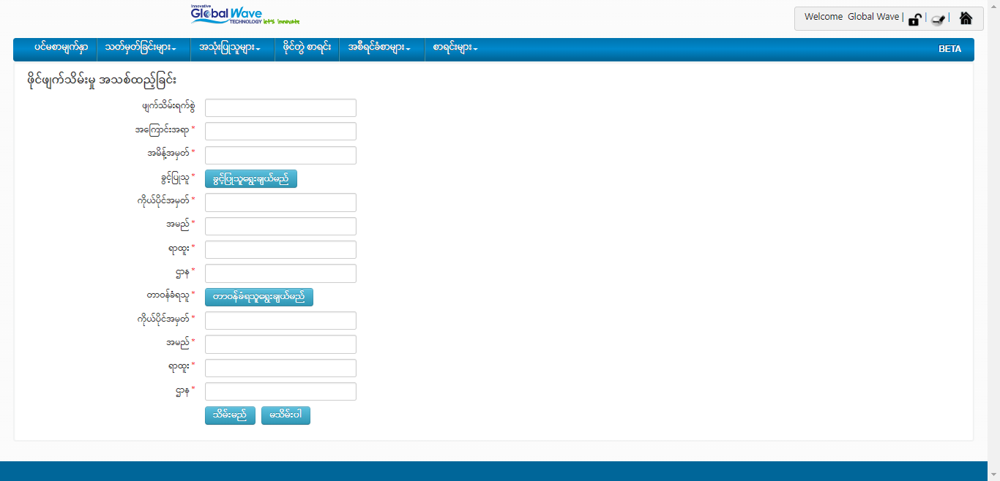 Innovative
Global Wave
TECHNOLOGY let's innovate
Welcome Global Wave | | |
ပင်မစာမျက်နှာ သတ်မှတ်ခြင်းများ အသုံးပြုသူများ ဖိုင်တွဲ စာရင်း အစီရင်ခံစာများ စာရင်းများ BETA
ဖိုင်ဖျက်သိမ်းမှု အသစ်ထည့်ခြင်း
ဖျက်သိမ်းရက်စွဲ
အကြောင်းအရာ *
အမိန့်အမှတ် *
ခွင့်ပြုသူ * ခွင့်ပြုသူရွေးချယ်မည်
ကိုယ်ပိုင်အမှတ် *
အမည် *
ရာထူး *
ဌာန *
တာဝန်ခံရသူ * တာဝန်ခံရသူရွေးချယ်မည်
ကိုယ်ပိုင်အမှတ် *
အမည် *
ရာထူး *
ဌာန *
သိမ်းမည် မသိမ်းပါ